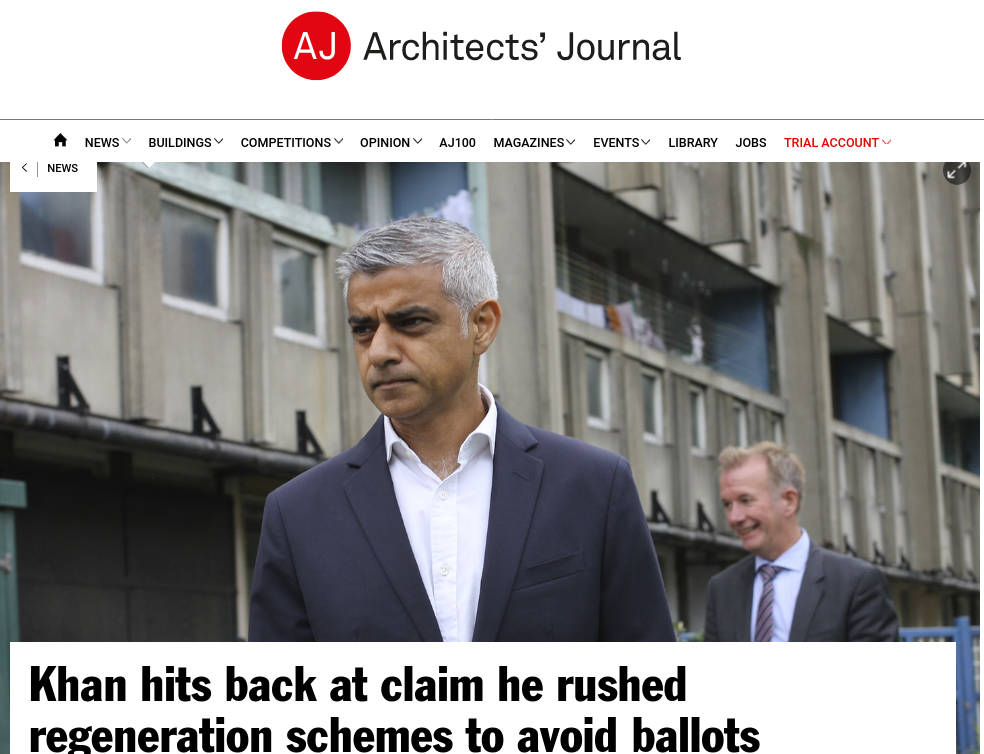 AJ Architects' Journal
NEWS BUILDINGS COMPETITIONS OPINION AJ100 MAGAZINES EVENTS LIBRARY JOBS TRIAL ACCOUNT
NEWS
Khan hits back at claim he rushed
regeneration schemes to avoid ballots